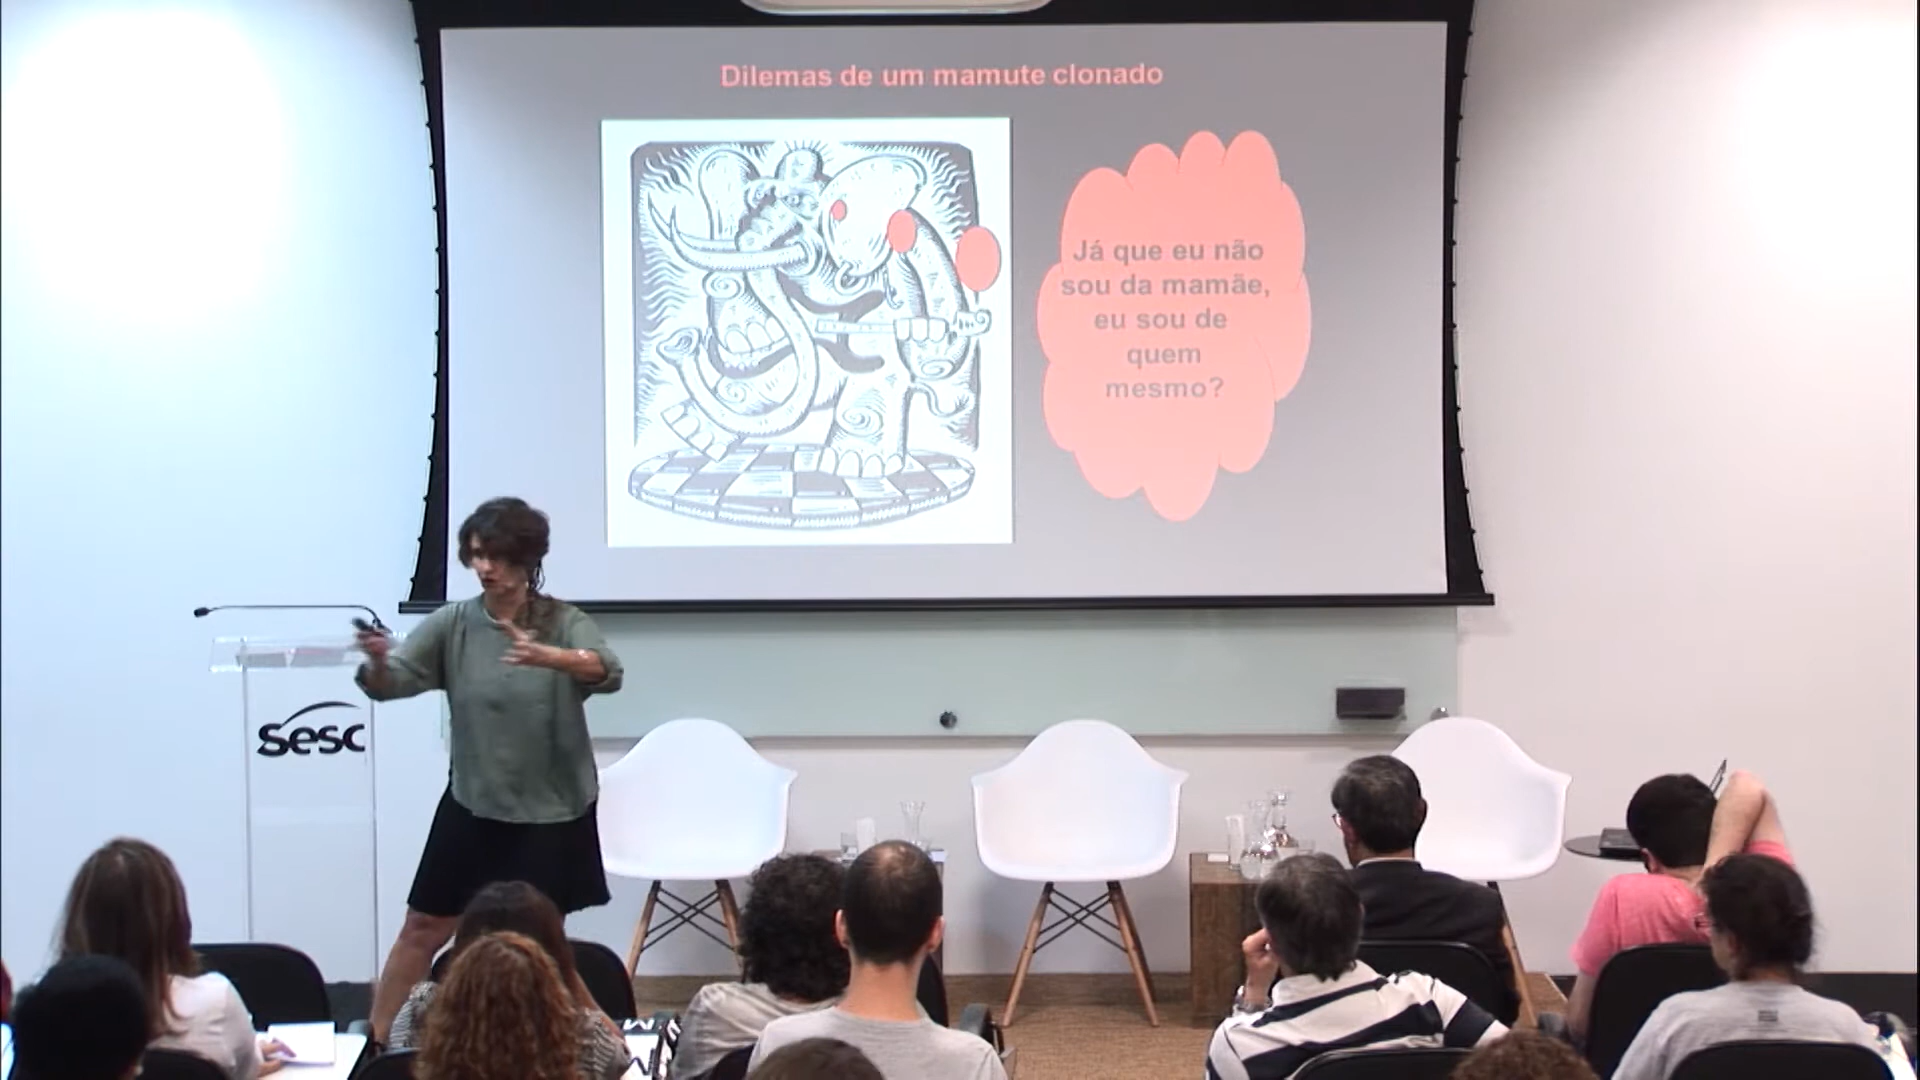 Dilemas de um mamute clonado
Já que eu não
sou da mamãe,
eu sou de
quem
mesmo?
sesc